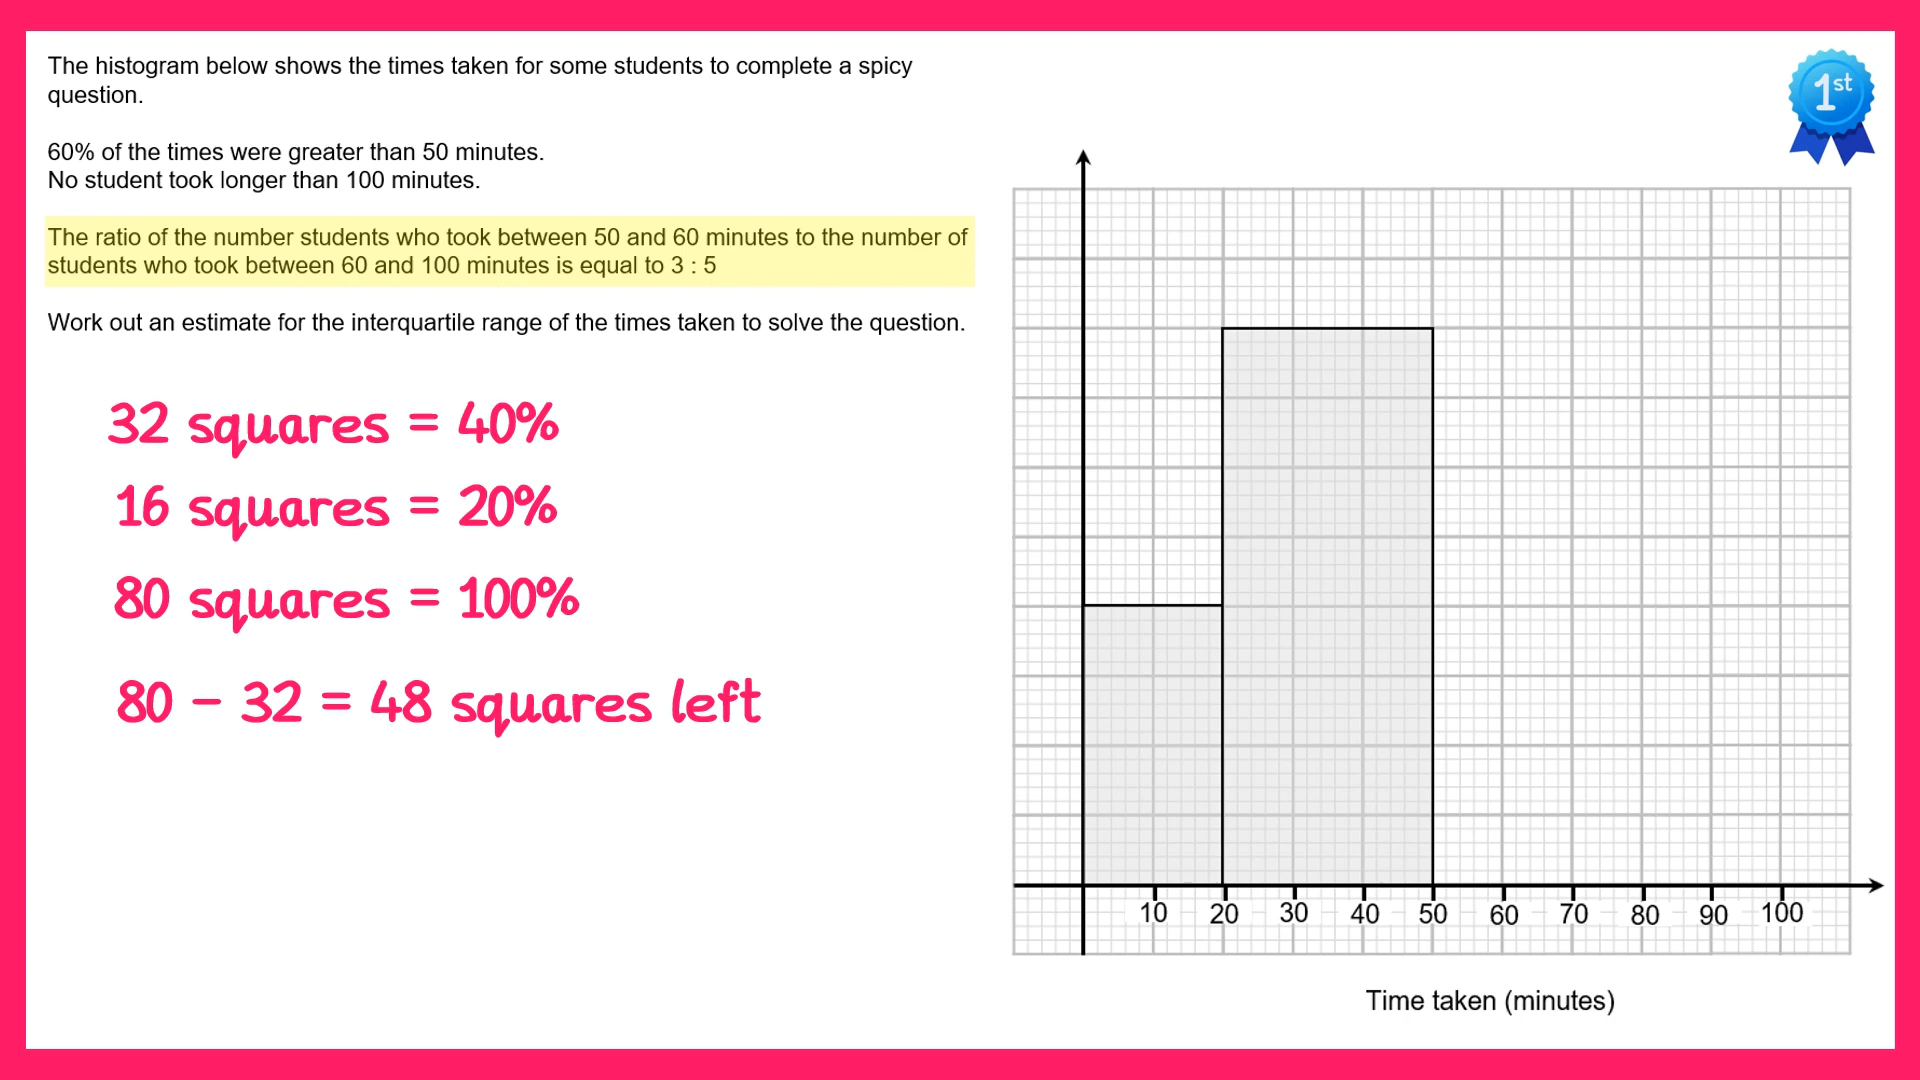 The histogram below shows the times taken for some students to complete a spicy
question.
60% of the times were greater than 50 minutes.
No student took longer than 100 minutes.
The ratio of the number students who took between 50 and 60 minutes to the number of
students who took between 60 and 100 minutes is equal to 3 : 5
Work out an estimate for the interquartile range of the times taken to solve the question.
32 squares = 40%
16 squares = 20%
80 squares = 100%
80 - 32 = 48 squares left
1st
10 20 30 40 50 60 70 80 90 100
Time taken (minutes)